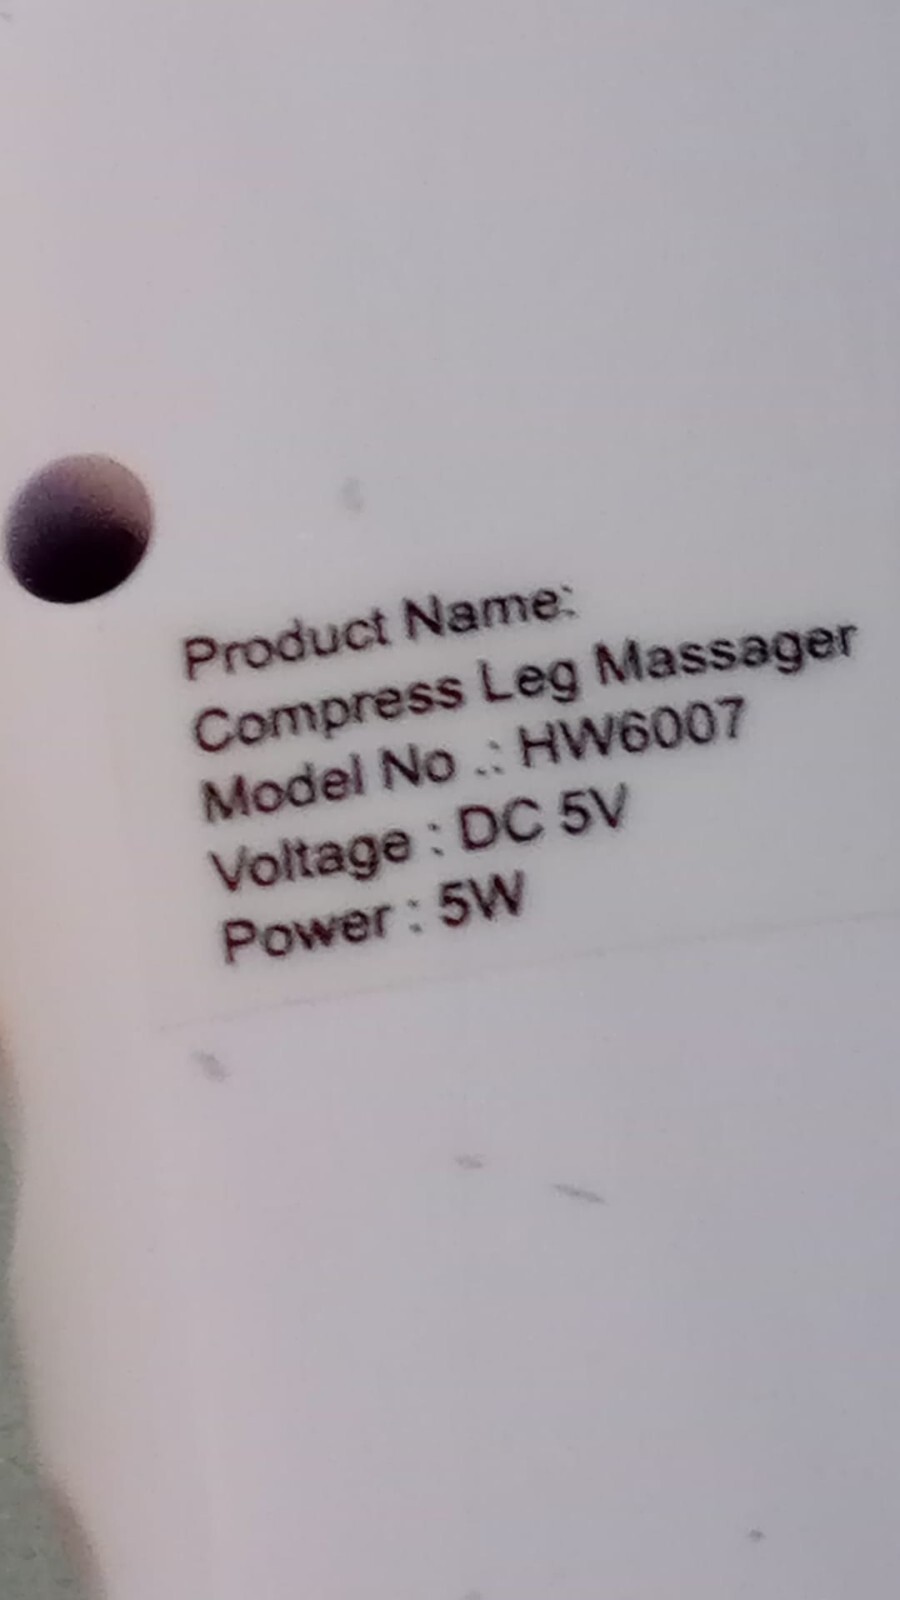 Product Name:
Compress Leg Massager
Model No .: HW6007
Voltage : DC 5V
Power : 5W